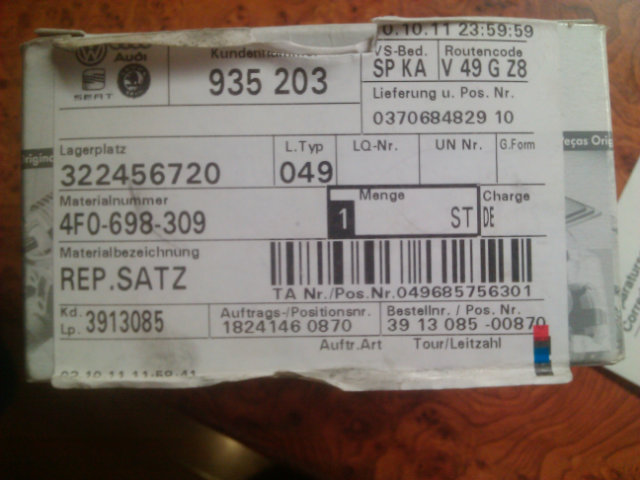 0.10.11 23:59:59
Audi
SEAT
935 203
VS-Bed.
Routencode
SP KA
V 49 G Z8
Lieferung u. Pos. Nr.
0370684829 10
Lagerplatz
L.Typ
LQ-Nr.
UN Nr.
G.Form
322456720
049
Materialnummer
4F0-698-309
Menge
1
ST
Charge
DE
Materialbezeichnung
REP.SATZ
TA Nr./Pos.Nr.049685756301
Kd.
Lp.
3913085
Auftrags-/Positionsnr.
1824146 0870
Bestellnr. / Pos. Nr.
39 13 085 -00870
Auftr.Art
Tour/Leitzahl